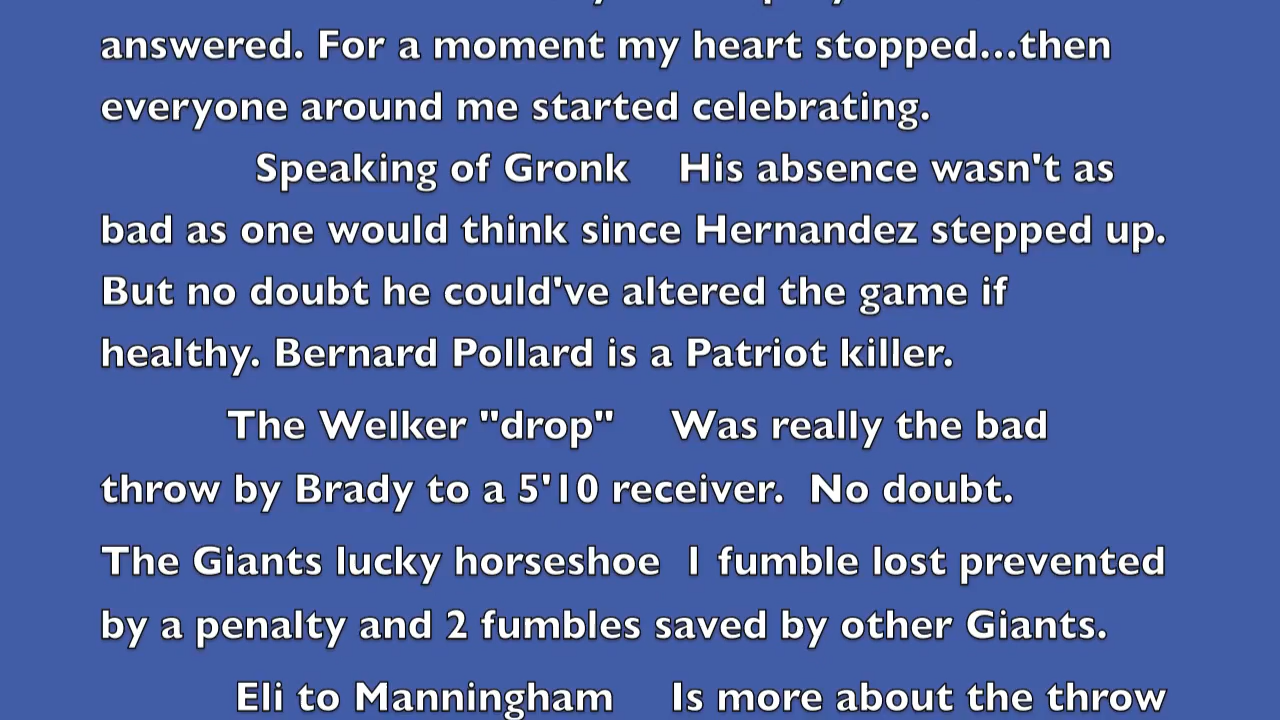 answered. For a moment my heart stopped...then
everyone around me started celebrating.
Speaking of Gronk His absence wasn't as
bad as one would think since Hernandez stepped up.
But no doubt he could've altered the game if
healthy. Bernard Pollard is a Patriot killer.
The Welker "drop" Was really the bad
throw by Brady to a 5'10 receiver. No doubt.
The Giants lucky horseshoe 1 fumble lost prevented
by a penalty and 2 fumbles saved by other Giants.
Eli to Manningham Is more about the throw